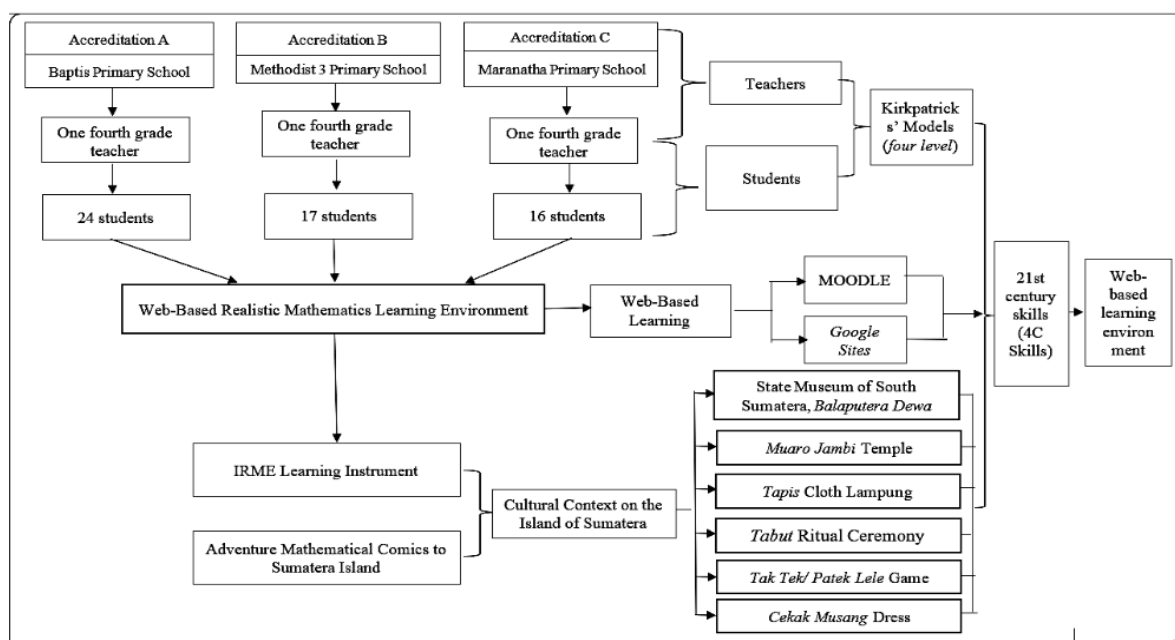 Accreditation A
Baptis Primary School
One fourth grade
teacher
24 students
Accreditation B
Methodist 3 Primary School
One fourth grade
teacher
17 students
Accreditation C
Maranatha Primary School
One fourth grade
teacher
16 students
Teachers
Students
Kirkpatrick
s’ Models
(four level)
Web-Based Realistic Mathematics Learning Environment
Web-Based
Learning
MOODLE
Google
Sites
21st
century
skills
(4C
Skills)
Web-
based
learning
environ
ment
IRME Learning Instrument
Adventure Mathematical Comics to
Sumatera Island
Cultural Context on the
Island of Sumatera
State Museum of South
Sumatera, Balaputera Dewa
Muaro Jambi Temple
Tapis Cloth Lampung
Tabut Ritual Ceremony
Tak Tek/ Patek Lele Game
Cekak Musang Dress